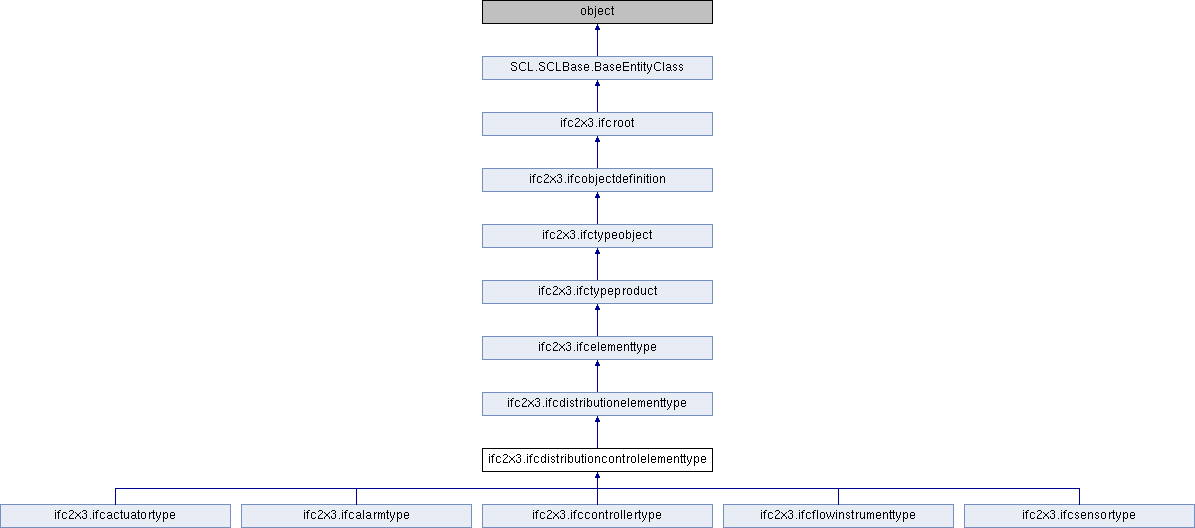 object
SCL.SCLBase.BaseEntityClass
ifc2x3.ifcroot
ifc2x3.ifcobjectdefinition
ifc2x3.ifctypeobject
ifc2x3.ifctypeproduct
ifc2x3.ifcelementtype
ifc2x3.ifcdistributionelementtype
ifc2x3.ifcdistributioncontrolelementtype
ifc2x3.ifcactuatortype
ifc2x3.ifcalarmtype
ifc2x3.ifccontrollertype
ifc2x3.ifcflowinstrumenttype
ifc2x3.ifcsensortype